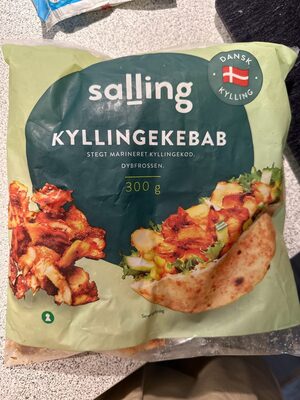 DANSK
KYLLING
salling
KYLLINGEKEBAB
STEGT MARINERET KYLLINGEKØD.
DYBFROSSEN.
300 g